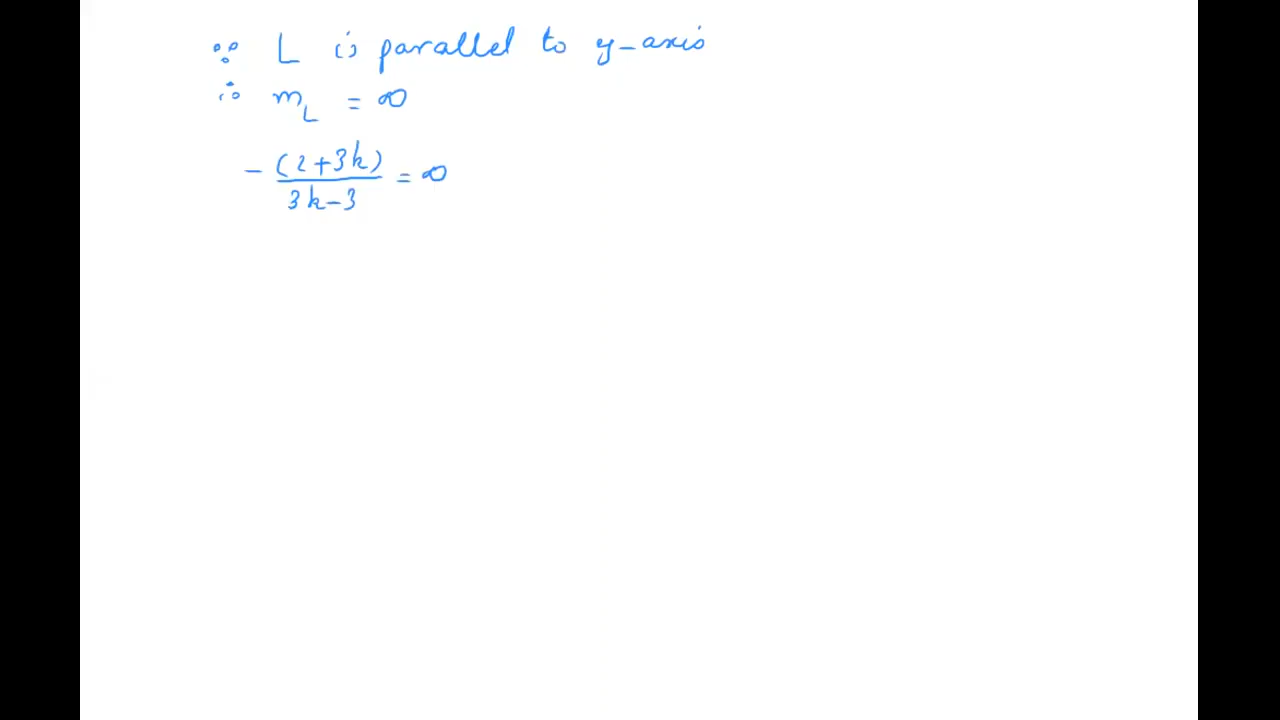 ∵ L is parallel to y-axis
∴ m_L = ∞
-(2+3k)/(3k-3) = ∞